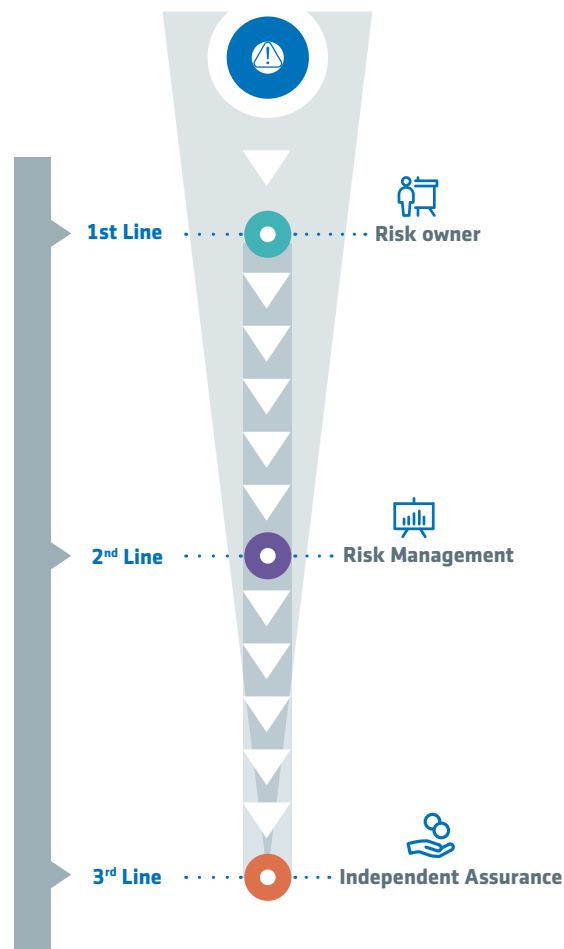 1st Line
Risk owner
2nd Line
Risk Management
3rd Line
Independent Assurance